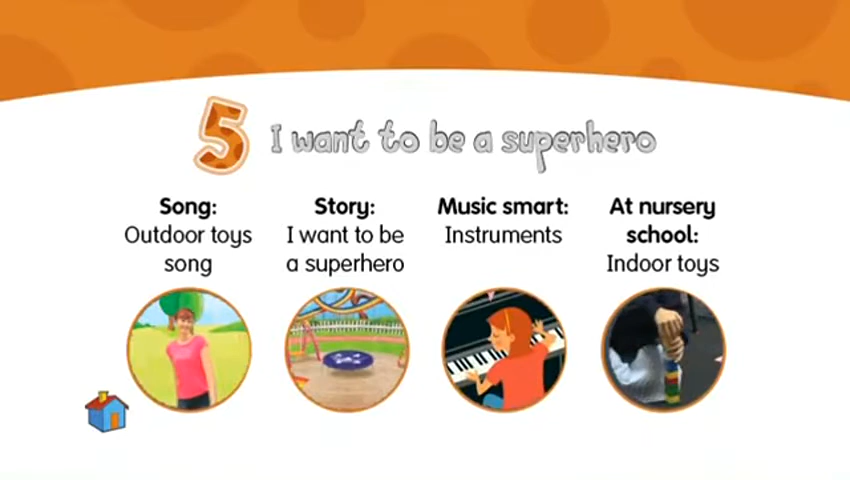 5 I want to be a superhero
Song:
Outdoor toys
song
Story:
I want to be
a superhero
Music smart:
Instruments
At nursery
school:
Indoor toys